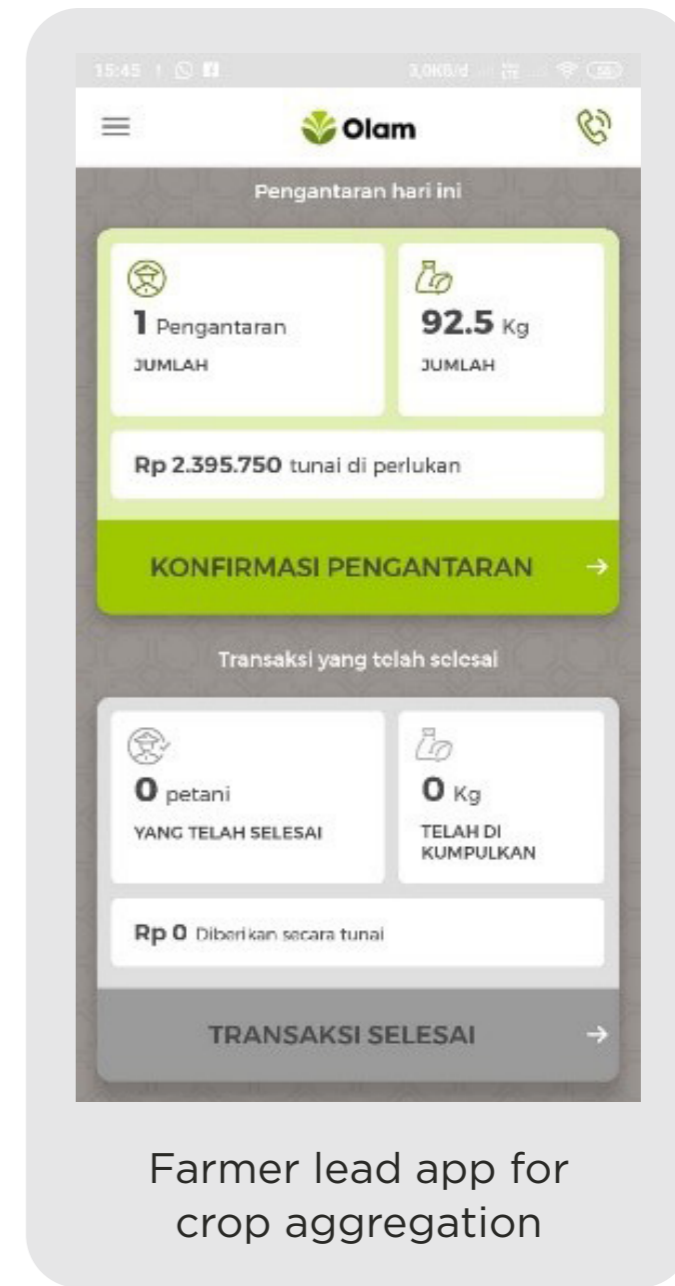 15:45
Olam
Pengantaran hari ini
1 Pengantaran
JUMLAH
92.5 Kg
JUMLAH
Rp 2.395.750 tunai di perlukan
KONFIRMASI PENGANTARAN
Transaksi yang telah selesai
0 petani
YANG TELAH SELESAI
0 Kg
TELAH DI
KUMPULKAN
Rp 0 Diberikan secara tunai
TRANSAKSI SELESAI
Farmer lead app for
crop aggregation